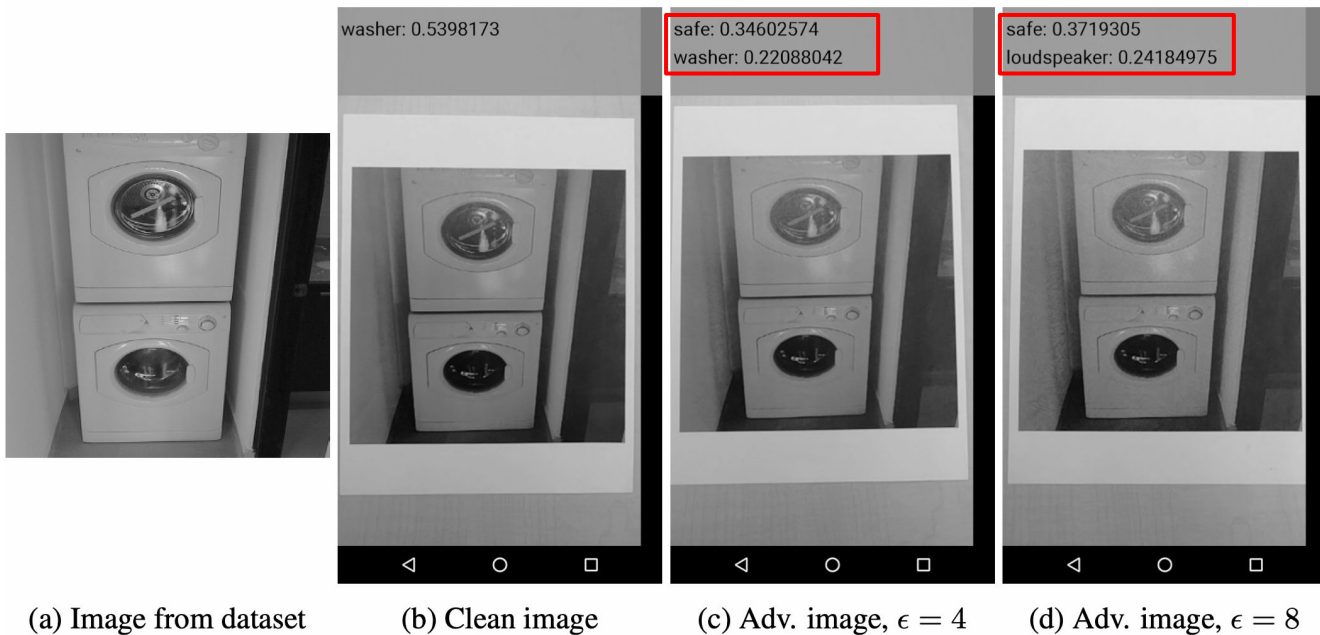 washer: 0.5398173
safe: 0.34602574
washer: 0.22088042
safe: 0.3719305
loudspeaker: 0.24184975
(a) Image from dataset
(b) Clean image
(c) Adv. image, ϵ = 4
(d) Adv. image, ϵ = 8